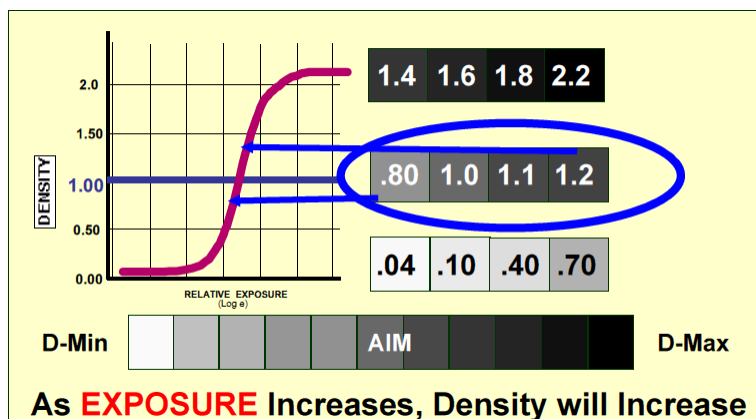 2.0
1.50
1.00
0.50
0.00
DENSITY
RELATIVE EXPOSURE
(Log e)
1.4 1.6 1.8 2.2
.80 1.0 1.1 1.2
.04 .10 .40 .70
D-Min AIM D-Max
As EXPOSURE Increases, Density will Increase